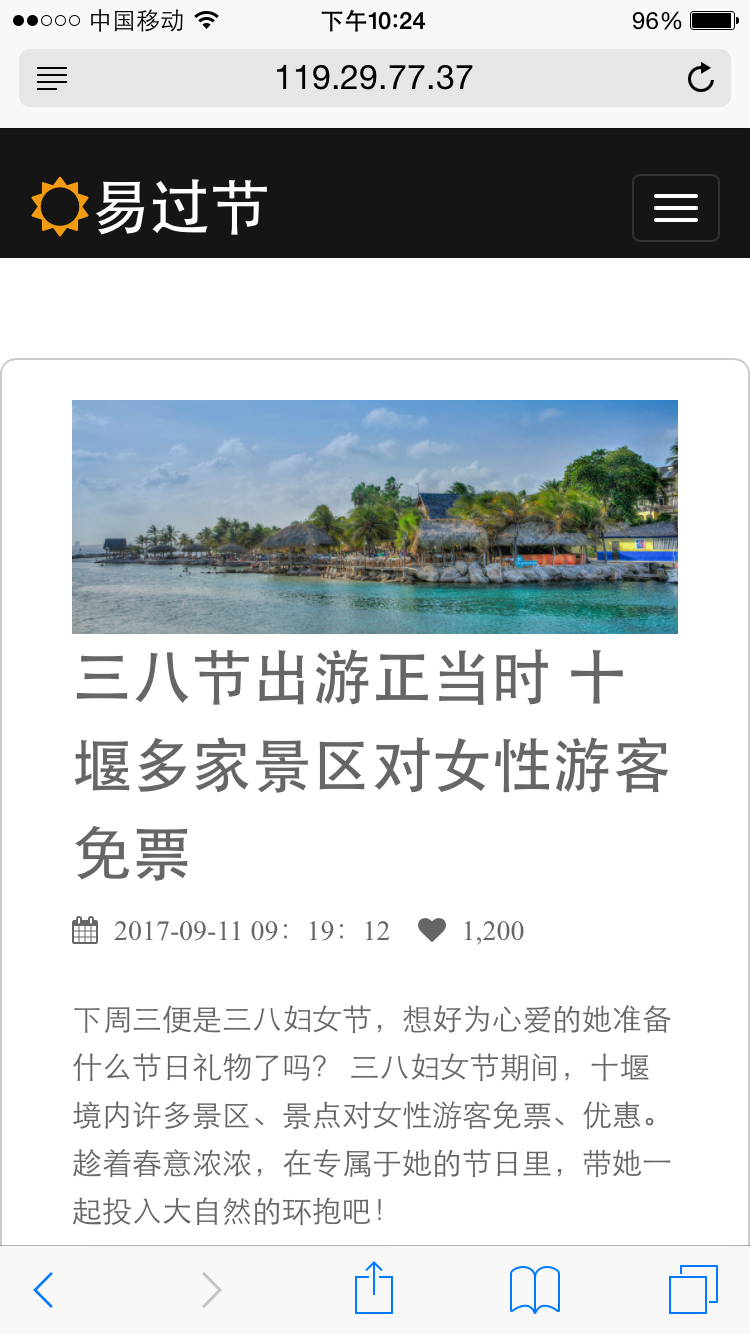 中国移动 下午10:24 96%
119.29.77.37
易过节
三八节出游正当时 十
堰多家景区对女性游客
免票
2017-09-11 09：19：12 1,200
下周三便是三八妇女节，想好为心爱的她准备
什么节日礼物了吗？ 三八妇女节期间，十堰
境内许多景区、景点对女性游客免票、优惠。
趁着春意浓浓，在专属于她的节日里，带她一
起投入大自然的环抱吧！